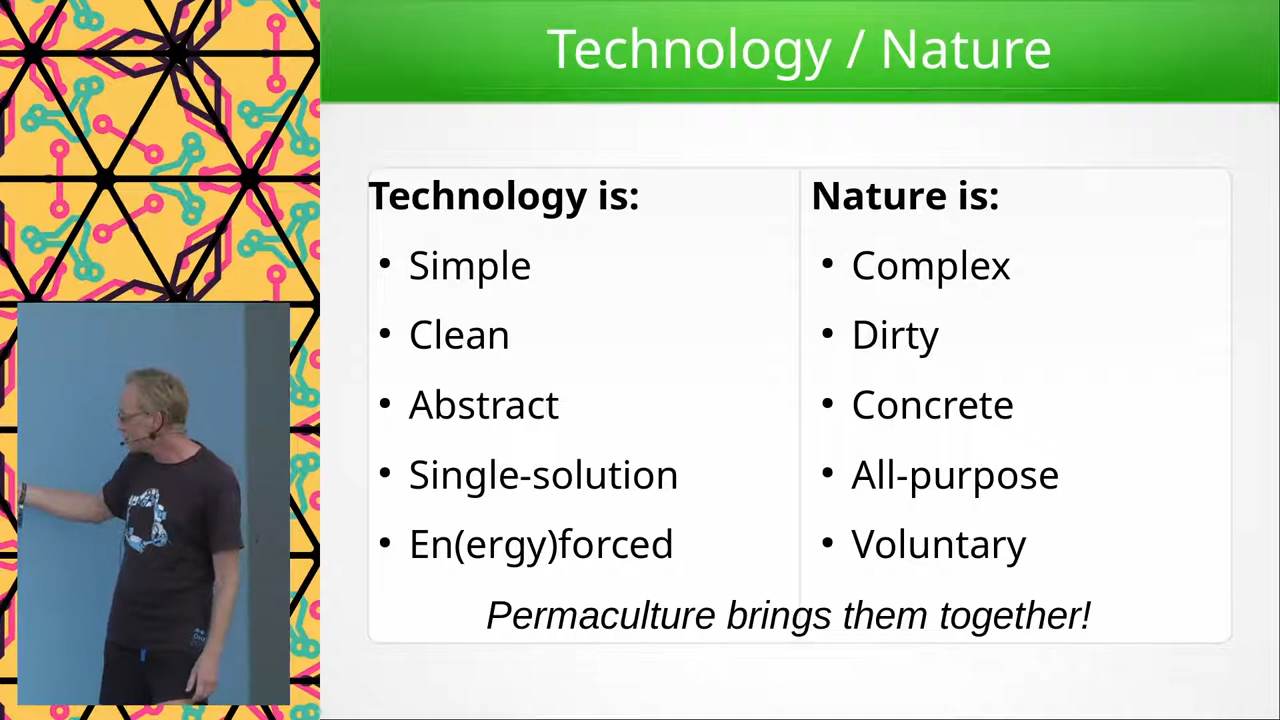 Technology / Nature
Technology is:
• Simple
• Clean
• Abstract
• Single-solution
• En(ergy)forced
Nature is:
• Complex
• Dirty
• Concrete
• All-purpose
• Voluntary
Permaculture brings them together!